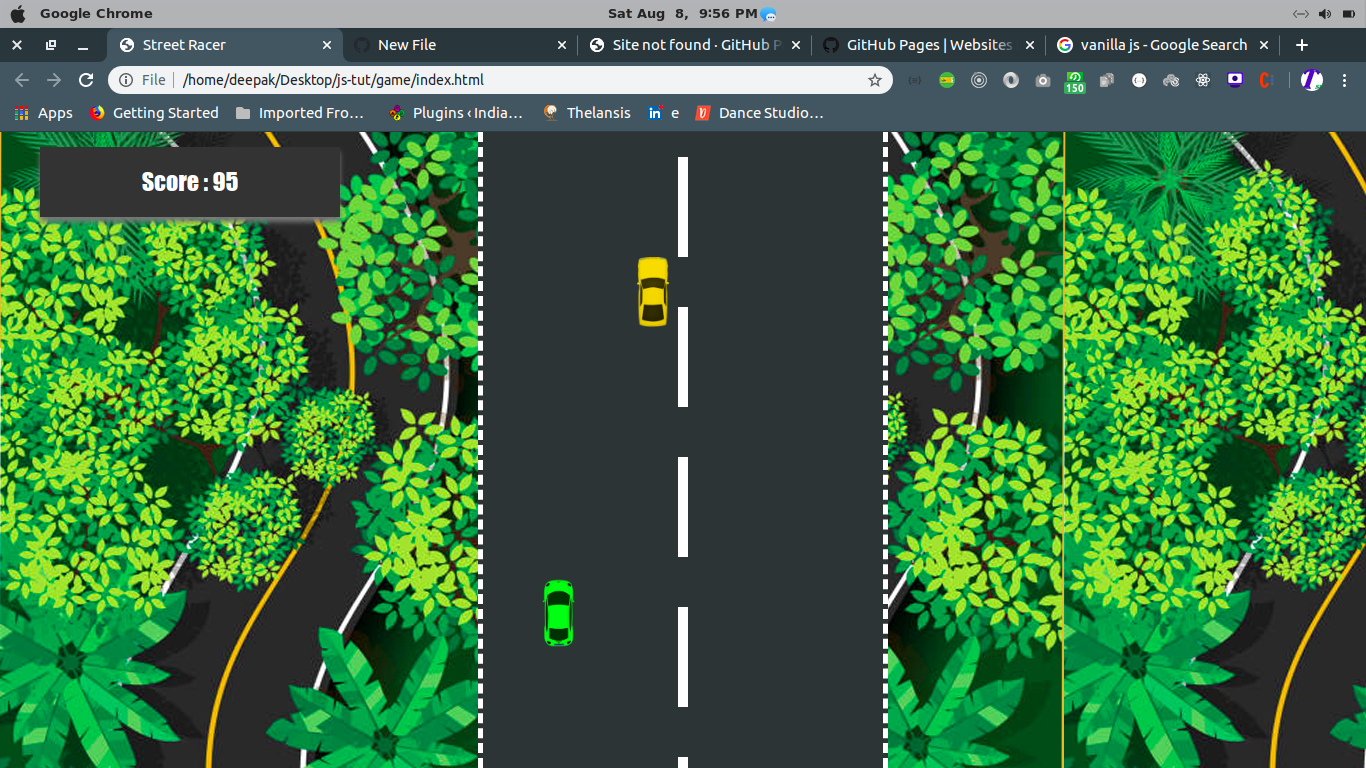 Google Chrome
Sat Aug 8, 9:56 PM
Street Racer
New File
Site not found · GitHub P
GitHub Pages | Websites
vanilla js - Google Search
File
/home/deepak/Desktop/js-tut/game/index.html
150
Apps
Getting Started
Imported Fro…
Plugins ‹ India…
Thelansis
in
e
Dance Studio…
Score : 95